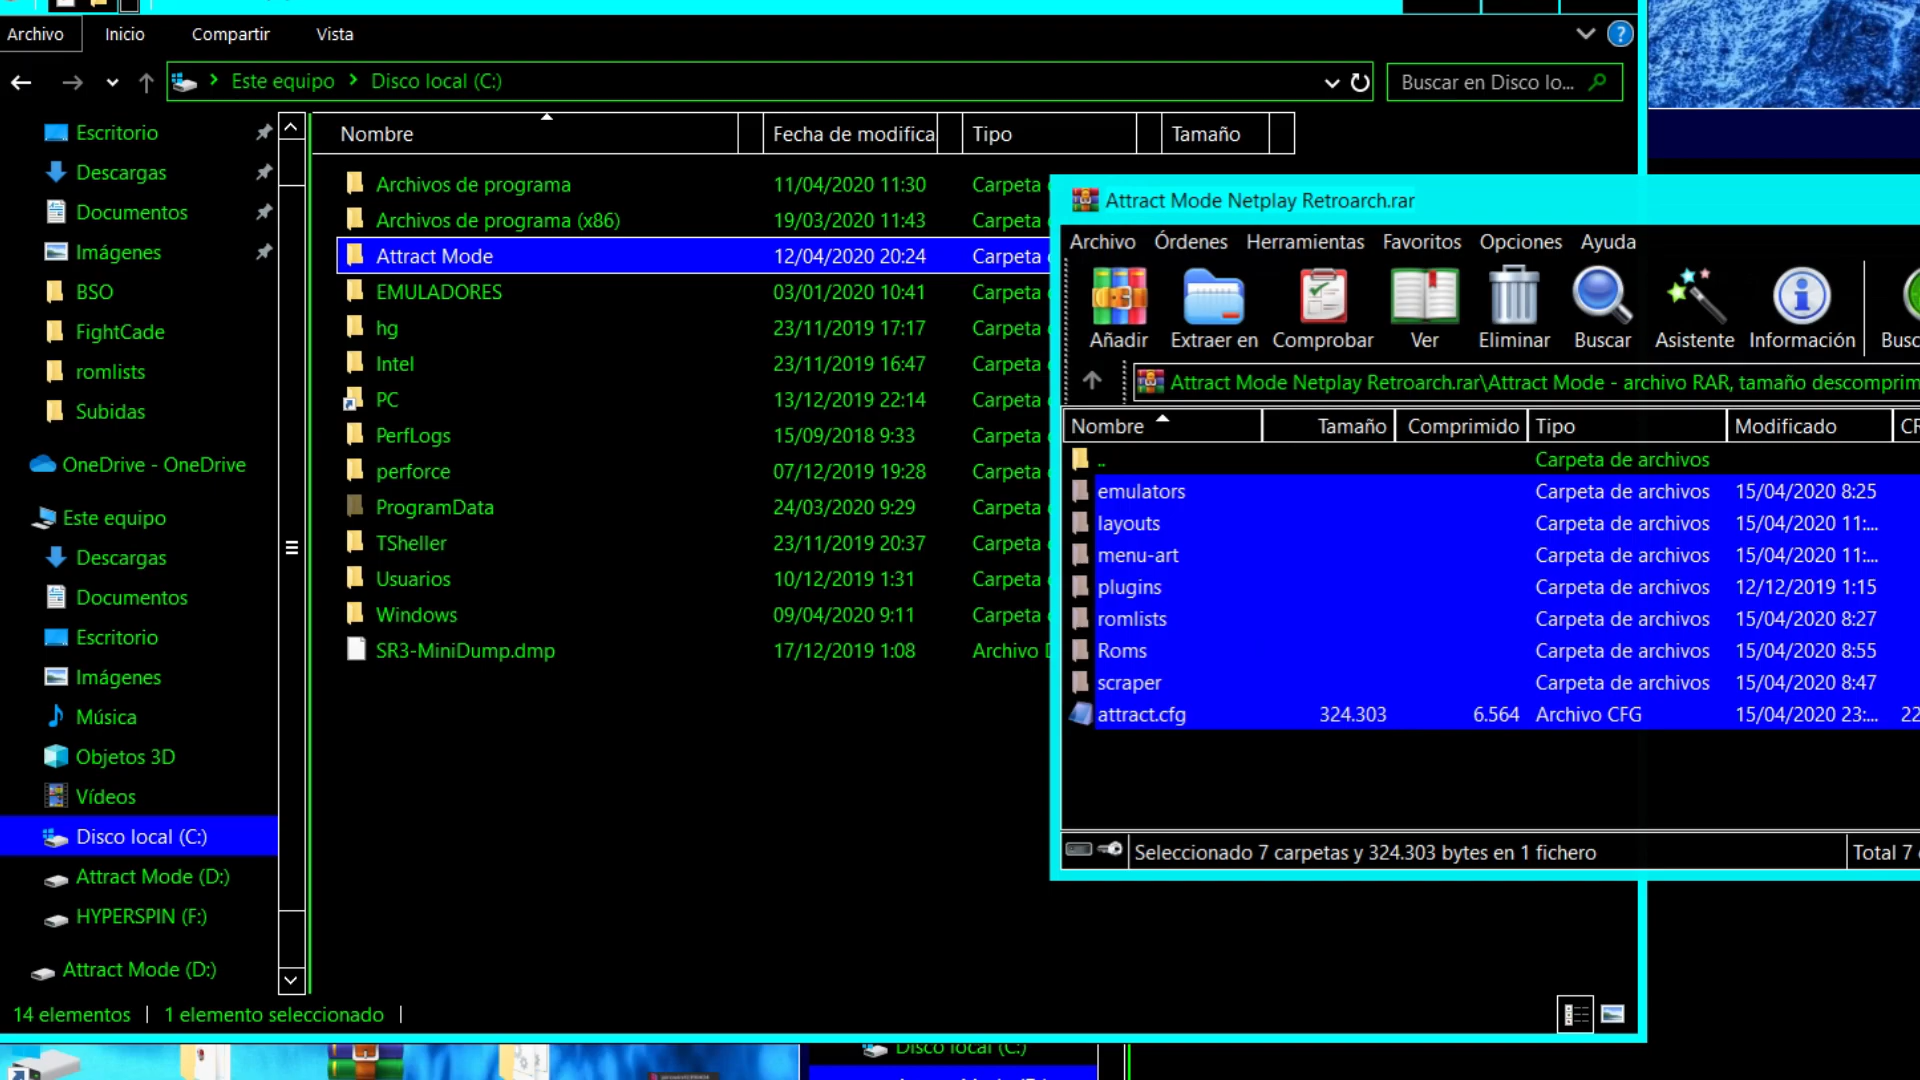 Archivo Inicio Compartir Vista
Este equipo Disco local (C:)
Buscar en Disco lo...
Escritorio
Descargas
Documentos
Imágenes
BSO
FightCade
romlists
Subidas
OneDrive - OneDrive
Este equipo
Descargas
Documentos
Escritorio
Imágenes
Música
Objetos 3D
Vídeos
Disco local (C:)
Attract Mode (D:)
HYPERSPIN (F:)
Attract Mode (D:)
14 elementos 1 elemento seleccionado
Nombre Fecha de modifica Tipo Tamaño
Archivos de programa 11/04/2020 11:30 Carpeta
Archivos de programa (x86) 19/03/2020 11:43 Carpeta
Attract Mode 12/04/2020 20:24 Carpeta
EMULADORES 03/01/2020 10:41 Carpeta
hg 23/11/2019 17:17 Carpeta
Intel 23/11/2019 16:47 Carpeta
PC 13/12/2019 22:14 Carpeta
PerfLogs 15/09/2018 9:33 Carpeta
perforce 07/12/2019 19:28 Carpeta
ProgramData 24/03/2020 9:29 Carpeta
TSheller 23/11/2019 20:37 Carpeta
Usuarios 10/12/2019 1:31 Carpeta
Windows 09/04/2020 9:11 Carpeta
SR3-MiniDump.dmp 17/12/2019 1:08 Archivo
Attract Mode Netplay Retroarch.rar
Archivo Órdenes Herramientas Favoritos Opciones Ayuda
Añadir Extraer en Comprobar Ver Eliminar Buscar Asistente Información Busc
Attract Mode Netplay Retroarch.rar\Attract Mode - archivo RAR, tamaño descomprim
Nombre Tamaño Comprimido Tipo Modificado CR
.. Carpeta de archivos
emulators Carpeta de archivos 15/04/2020 8:25
layouts Carpeta de archivos 15/04/2020 11:...
menu-art Carpeta de archivos 15/04/2020 11:...
plugins Carpeta de archivos 12/12/2019 1:15
romlists Carpeta de archivos 15/04/2020 8:27
Roms Carpeta de archivos 15/04/2020 8:55
scraper Carpeta de archivos 15/04/2020 8:47
attract.cfg 324.303 6.564 Archivo CFG 15/04/2020 23:... 22
Seleccionado 7 carpetas y 324.303 bytes en 1 fichero
Total 7
Disco local (C:)